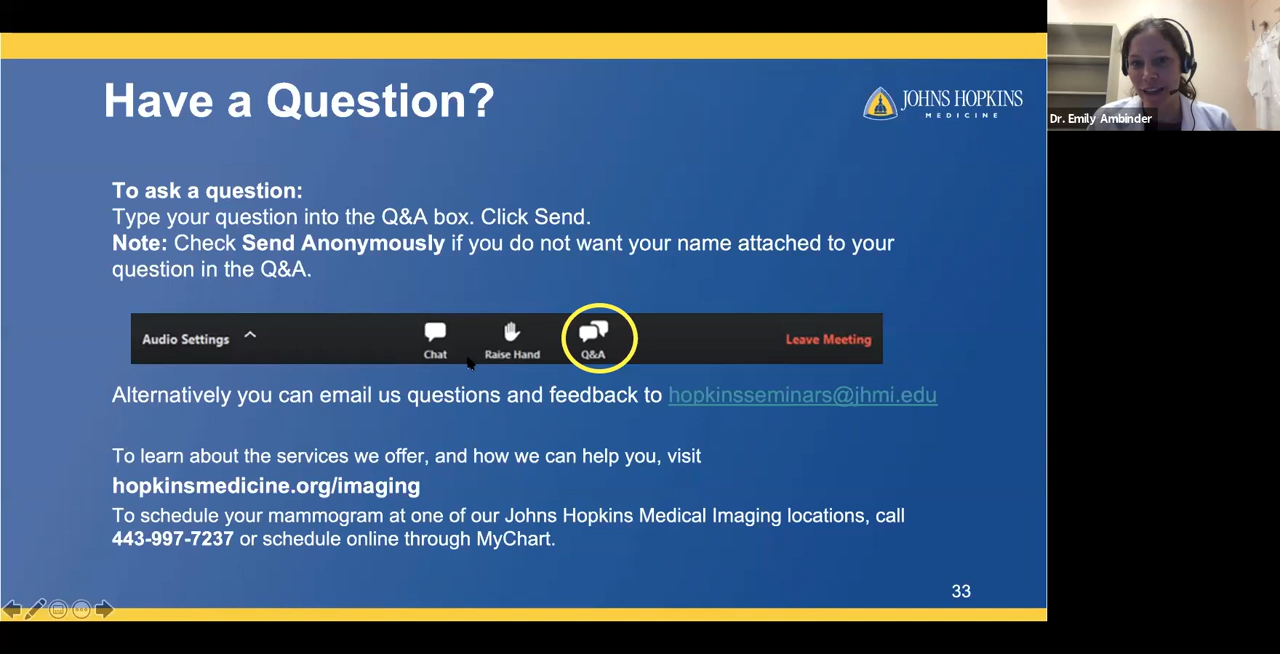 Have a Question?
JOHNS HOPKINS
MEDICINE
Dr. Emily Ambinder
To ask a question:
Type your question into the Q&A box. Click Send.
Note: Check Send Anonymously if you do not want your name attached to your
question in the Q&A.
Audio Settings
Chat
Raise Hand
Q&A
Leave Meeting
Alternatively you can email us questions and feedback to hopkinsseminars@jhmi.edu
To learn about the services we offer, and how we can help you, visit
hopkinsmedicine.org/imaging
To schedule your mammogram at one of our Johns Hopkins Medical Imaging locations, call
443-997-7237 or schedule online through MyChart.
33